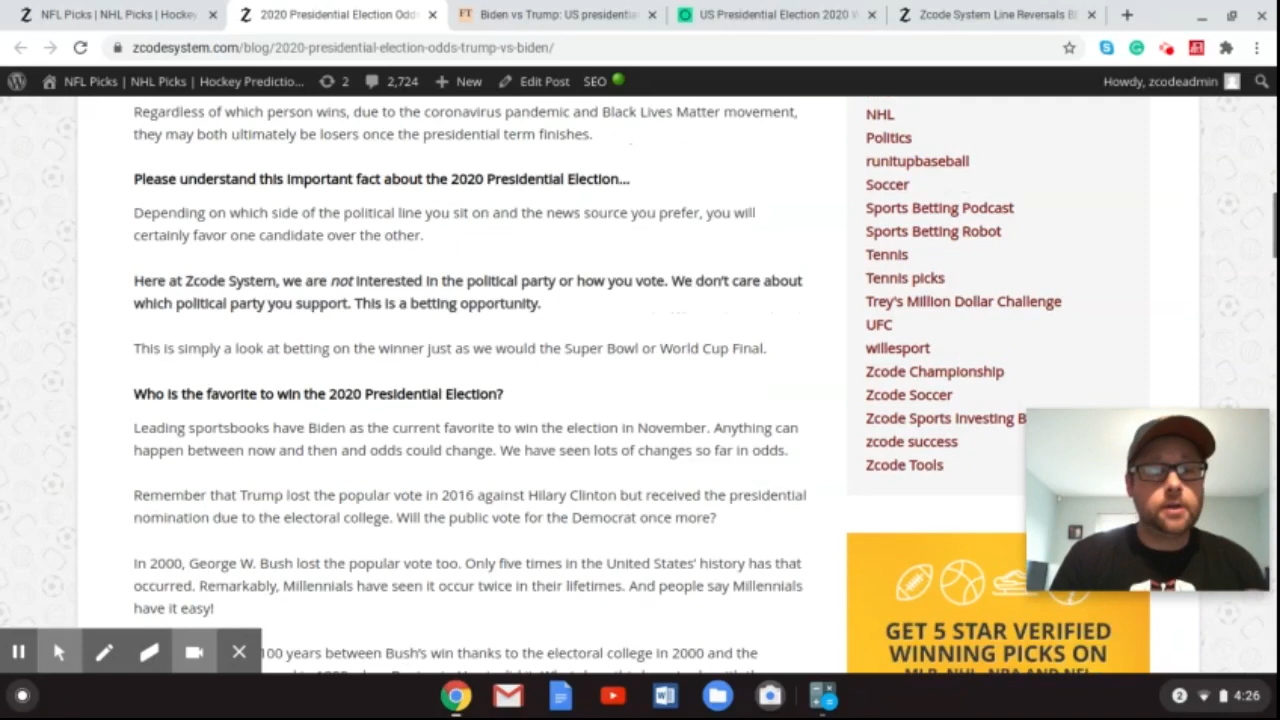 NFL Picks | NHL Picks | Hockey
2020 Presidential Election Odd
Biden vs Trump: US presidentia
US Presidential Election 2020 W
Zcode System Line Reversals B
zcodesystem.com/blog/2020-presidential-election-odds-trump-vs-biden/
NFL Picks | NHL Picks | Hockey Predictio... 2 2,724 New Edit Post SEO Howdy, zcodeadmin
Regardless of which person wins, due to the coronavirus pandemic and Black Lives Matter movement,
they may both ultimately be losers once the presidential term finishes.
Please understand this important fact about the 2020 Presidential Election...
Depending on which side of the political line you sit on and the news source you prefer, you will
certainly favor one candidate over the other.
Here at Zcode System, we are not interested in the political party or how you vote. We don't care about
which political party you support. This is a betting opportunity.
This is simply a look at betting on the winner just as we would the Super Bowl or World Cup Final.
Who is the favorite to win the 2020 Presidential Election?
Leading sportsbooks have Biden as the current favorite to win the election in November. Anything can
happen between now and then and odds could change. We have seen lots of changes so far in odds.
Remember that Trump lost the popular vote in 2016 against Hilary Clinton but received the presidential
nomination due to the electoral college. Will the public vote for the Democrat once more?
In 2000, George W. Bush lost the popular vote too. Only five times in the United States' history has that
occurred. Remarkably, Millennials have seen it occur twice in their lifetimes. And people say Millennials
have it easy!
100 years between Bush's win thanks to the electoral college in 2000 and the
NHL
Politics
runitupbaseball
Soccer
Sports Betting Podcast
Sports Betting Robot
Tennis
Tennis picks
Trey's Million Dollar Challenge
UFC
willesport
Zcode Championship
Zcode Soccer
Zcode Sports Investing B
zcode success
Zcode Tools
GET 5 STAR VERIFIED
WINNING PICKS ON
MLB, NHL, NBA AND NFL
2 4:26